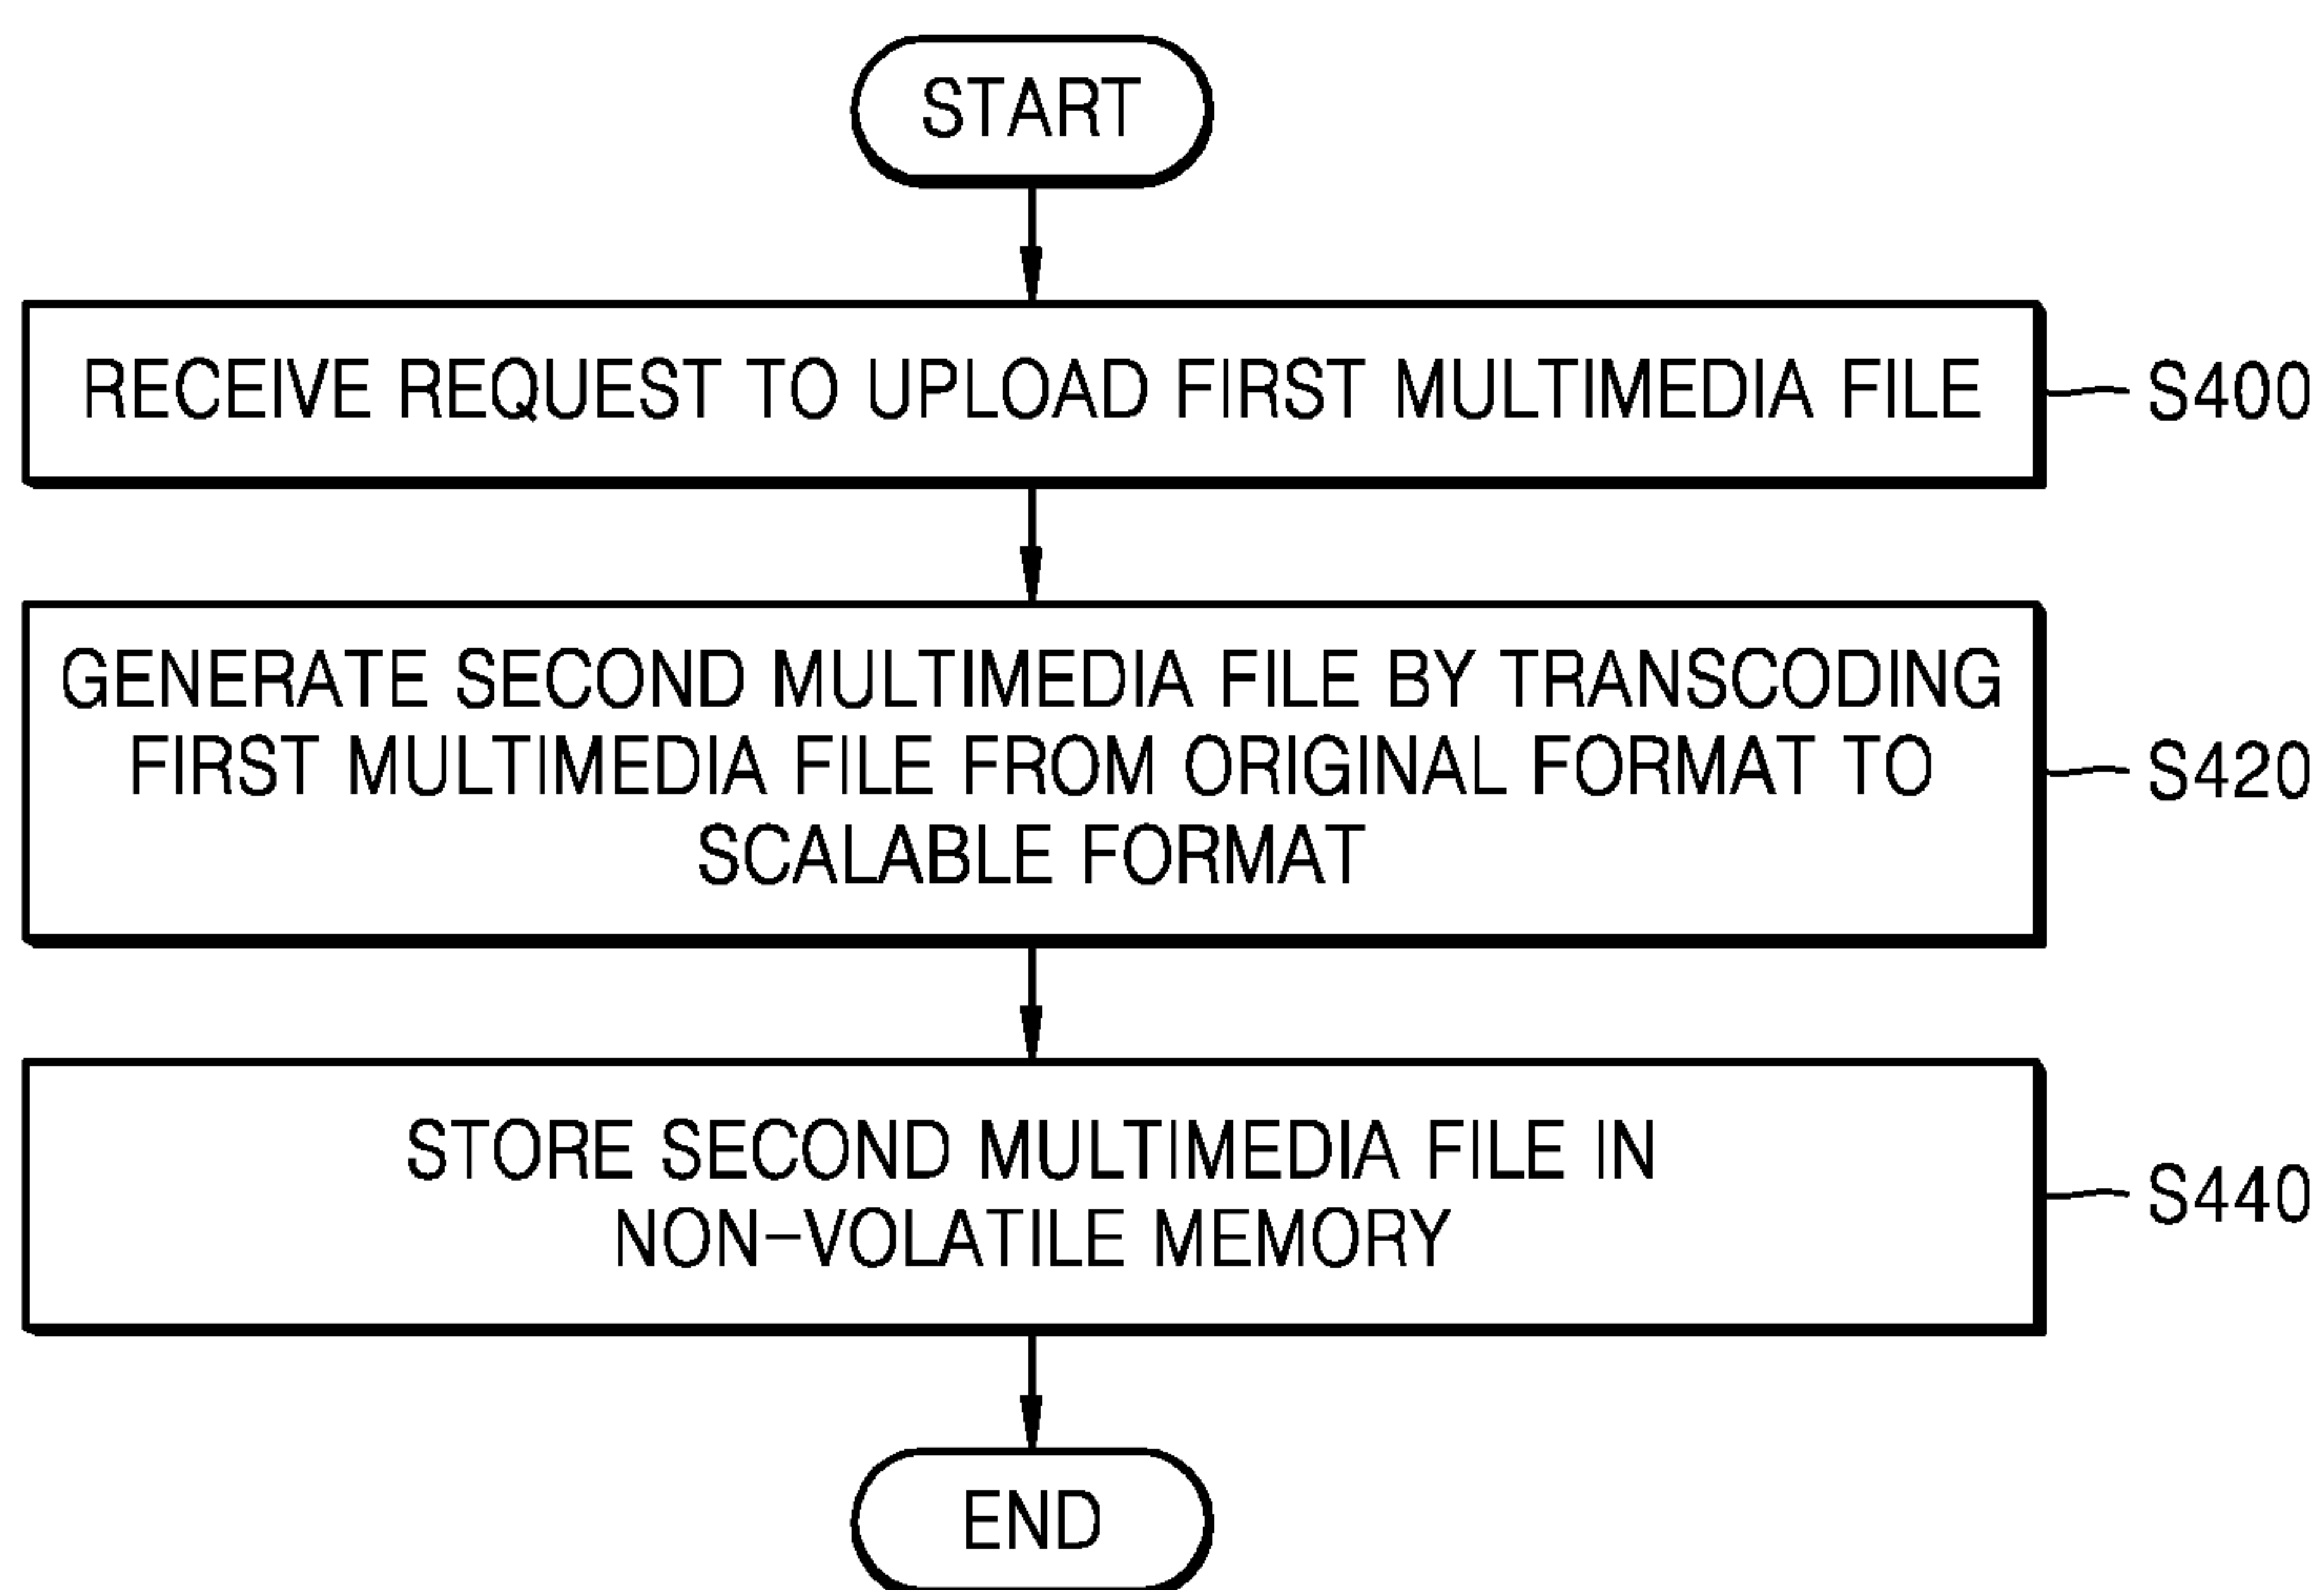 START
RECEIVE REQUEST TO UPLOAD FIRST MULTIMEDIA FILE
S400
GENERATE SECOND MULTIMEDIA FILE BY TRANSCODING
FIRST MULTIMEDIA FILE FROM ORIGINAL FORMAT TO
SCALABLE FORMAT
S420
STORE SECOND MULTIMEDIA FILE IN
NON-VOLATILE MEMORY
S440
END